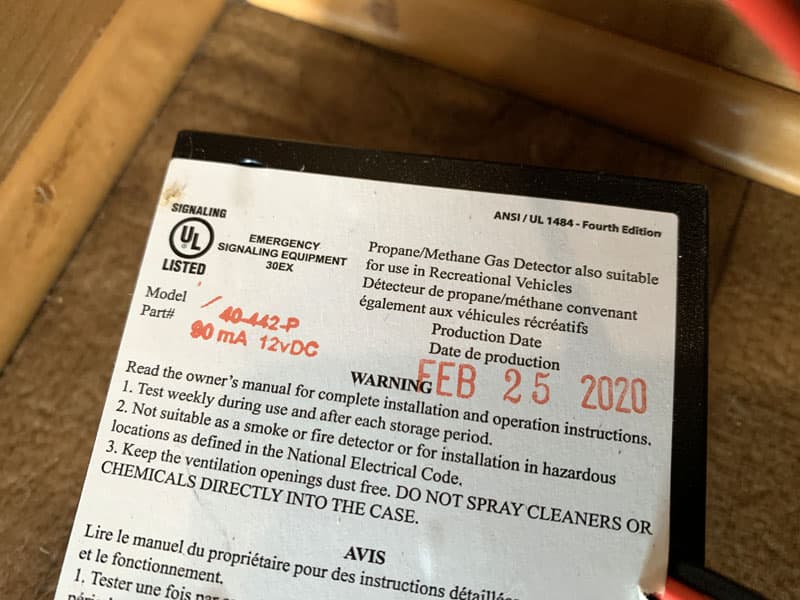 ANSI / UL 1484 - Fourth Edition
SIGNALING
UL
LISTED
EMERGENCY
SIGNALING EQUIPMENT
30EX
Propane/Methane Gas Detector also suitable
for use in Recreational Vehicles
Détecteur de propane/méthane convenant
également aux véhicules récréatifs
Production Date
Date de production
Model / 40-442-P
Part# 90 mA 12vDC
FEB 25 2020
WARNING
Read the owner's manual for complete installation and operation instructions.
1. Test weekly during use and after each storage period.
2. Not suitable as a smoke or fire detector or for installation in hazardous
locations as defined in the National Electrical Code.
3. Keep the ventilation openings dust free. DO NOT SPRAY CLEANERS OR
CHEMICALS DIRECTLY INTO THE CASE.
AVIS
Lire le manuel du propriétaire pour des instructions
et le fonctionnement.
1. Tester une fois